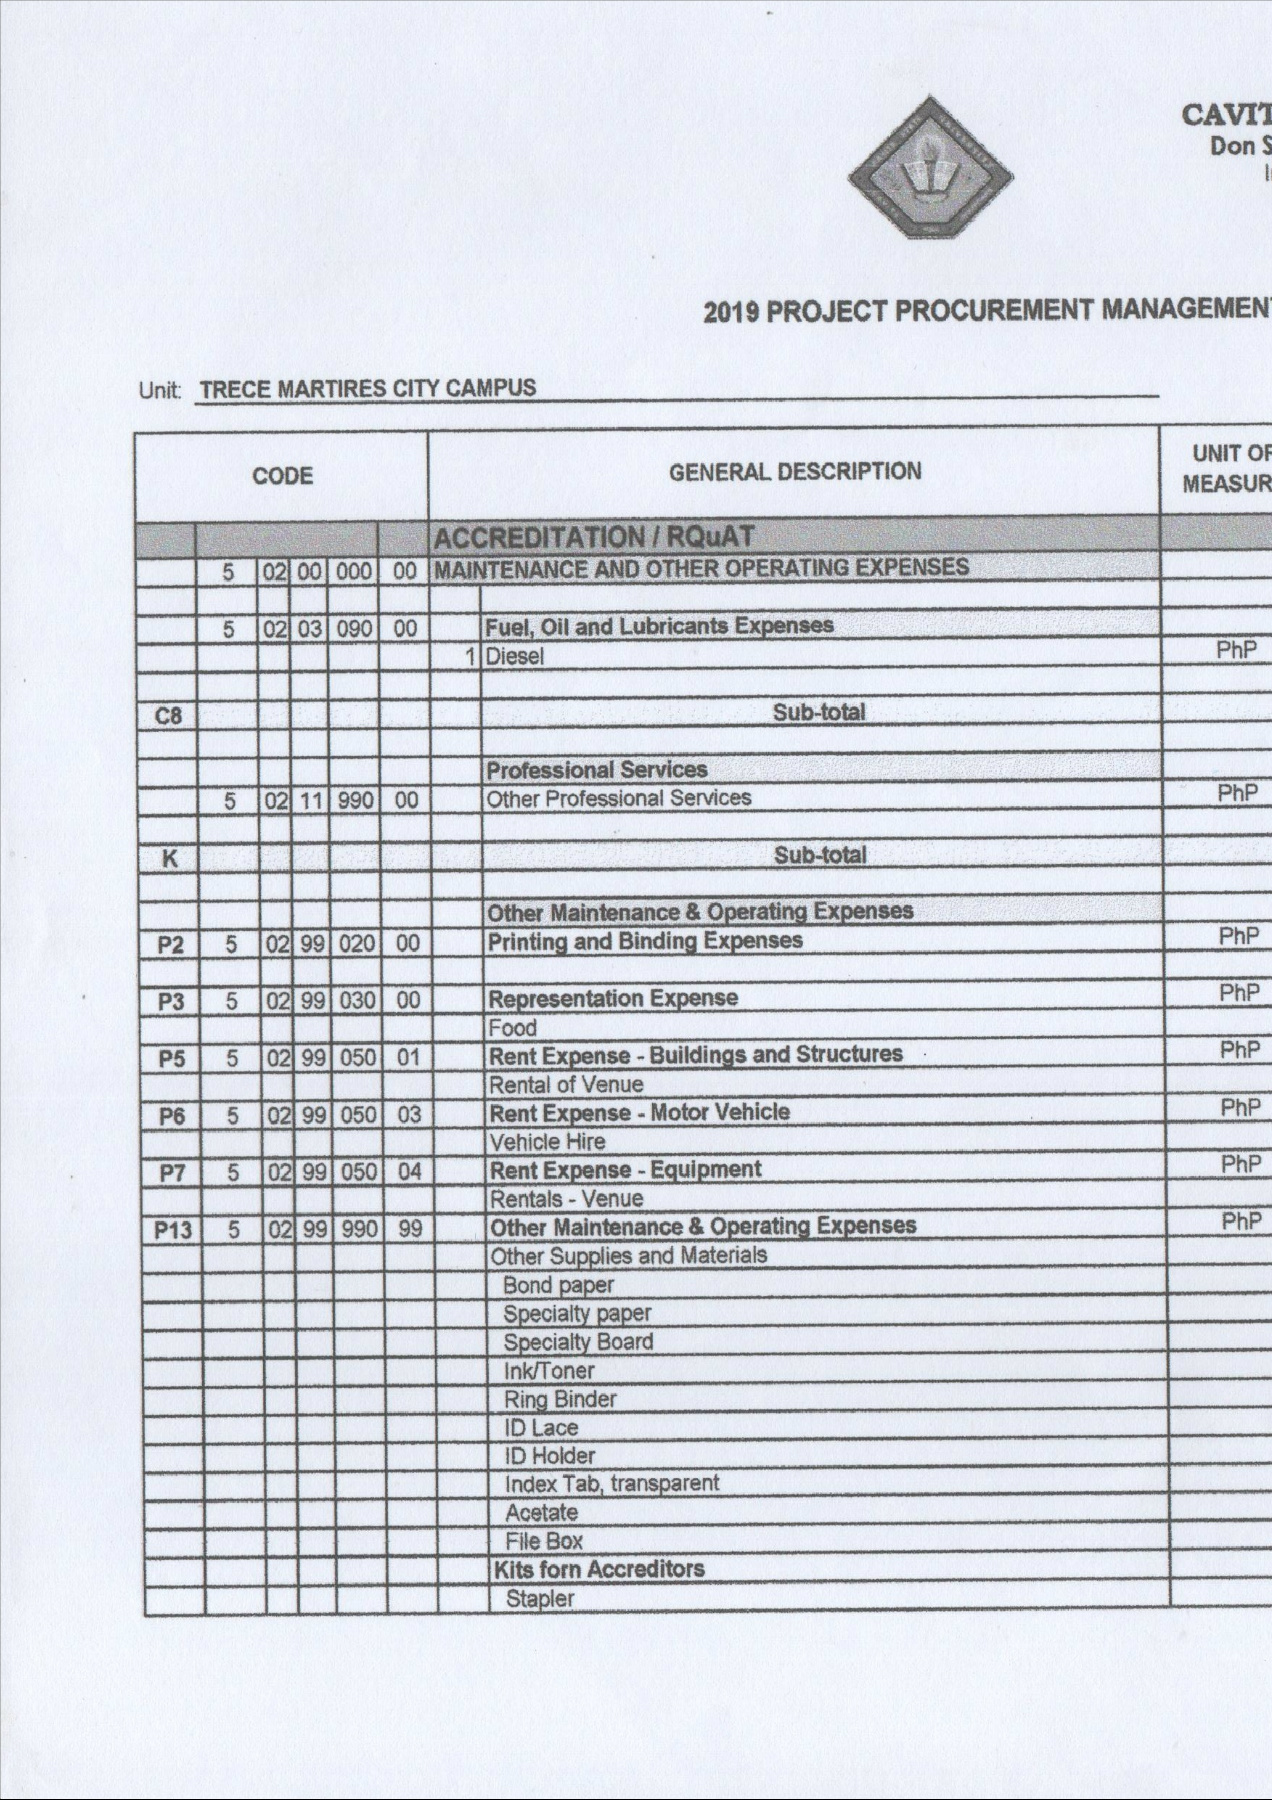 CAVIT
Don S
2019 PROJECT PROCUREMENT MANAGEMENT
Unit: TRECE MARTIRES CITY CAMPUS
CODE GENERAL DESCRIPTION UNIT OF
MEASUR
ACCREDITATION / RQuAT
5 02 00 000 00 MAINTENANCE AND OTHER OPERATING EXPENSES
5 02 03 090 00 Fuel, Oil and Lubricants Expenses
1 Diesel PhP
C8 Sub-total
Professional Services
5 02 11 990 00 Other Professional Services PhP
K Sub-total
Other Maintenance & Operating Expenses
P2 5 02 99 020 00 Printing and Binding Expenses PhP
P3 5 02 99 030 00 Representation Expense PhP
Food
P5 5 02 99 050 01 Rent Expense - Buildings and Structures PhP
Rental of Venue
P6 5 02 99 050 03 Rent Expense - Motor Vehicle PhP
Vehicle Hire
P7 5 02 99 050 04 Rent Expense - Equipment PhP
Rentals - Venue
P13 5 02 99 990 99 Other Maintenance & Operating Expenses PhP
Other Supplies and Materials
Bond paper
Specialty paper
Specialty Board
Ink/Toner
Ring Binder
ID Lace
ID Holder
Index Tab, transparent
Acetate
File Box
Kits forn Accreditors
Stapler